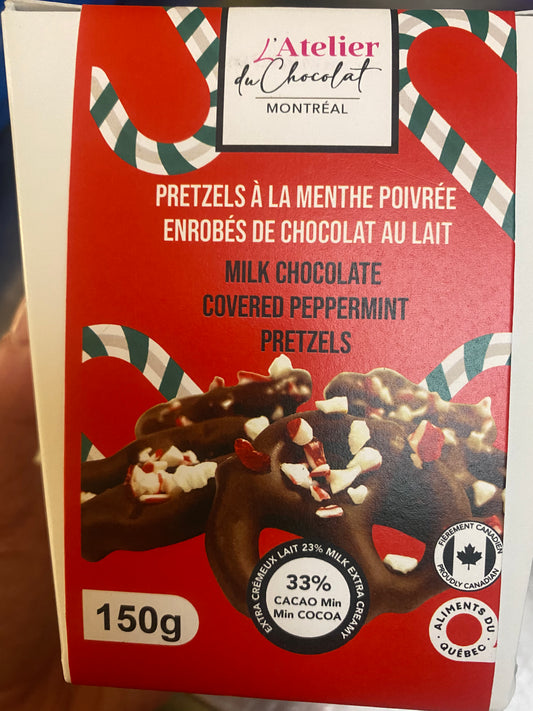 L'Atelier
du Chocolat
MONTRÉAL
PRETZELS À LA MENTHE POIVRÉE
ENROBÉS DE CHOCOLAT AU LAIT
MILK CHOCOLATE
COVERED PEPPERMINT
PRETZELS
EXTRA CRÉMEUX LAIT 23% MILK EXTRA CREAMY
33%
CACAO Min
Min COCOA
FIÈREMENT CANADIEN
PROUDLY CANADIAN
150g
ALIMENTS DU
QUÉBEC